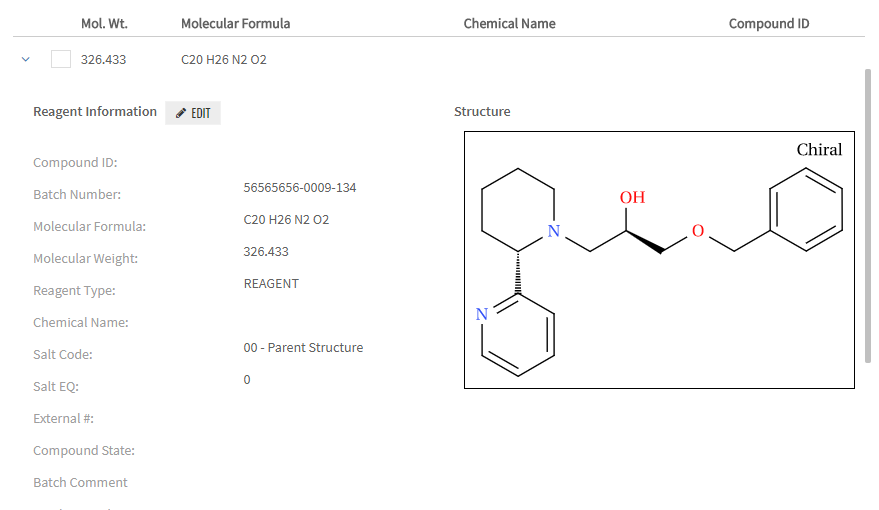 Mol. Wt. Molecular Formula Chemical Name Compound ID
326.433 C20 H26 N2 O2
Reagent Information EDIT
Structure
Compound ID:
Batch Number: 56565656-0009-134
Molecular Formula: C20 H26 N2 O2
Molecular Weight: 326.433
Reagent Type: REAGENT
Chemical Name:
Salt Code: 00 - Parent Structure
Salt EQ: 0
External #:
Compound State:
Batch Comment
Chiral
OH
N
O
N